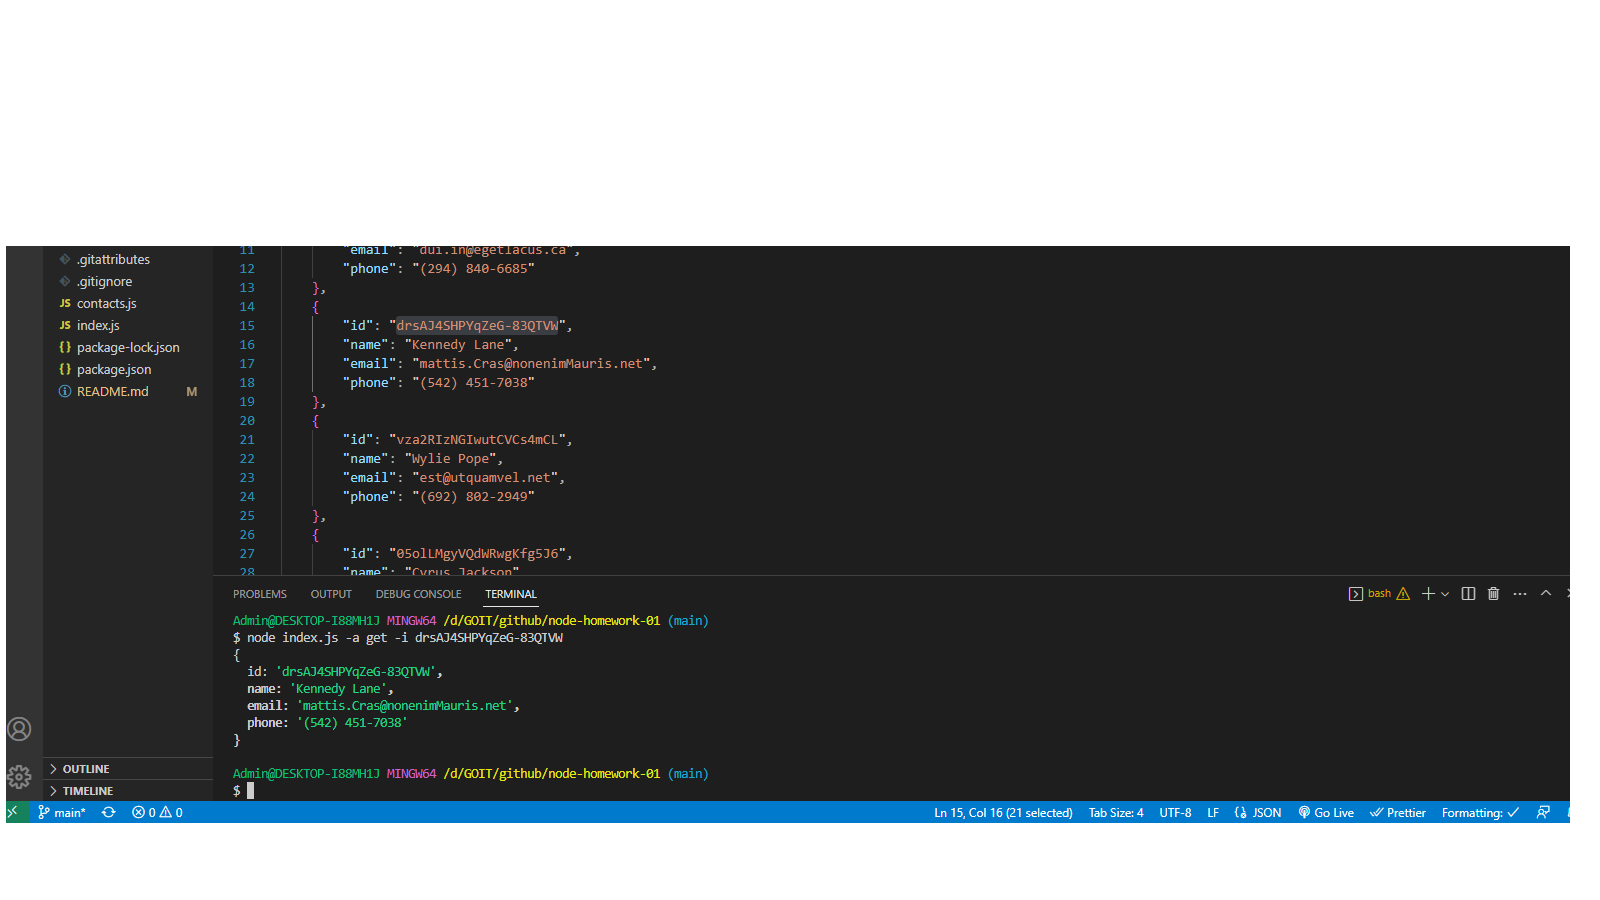 .gitattributes
.gitignore
JS contacts.js
JS index.js
{} package-lock.json
{} package.json
README.md M
OUTLINE
TIMELINE
11 "email": "dui.in@egetlacus.ca",
12 "phone": "(294) 840-6685"
13 },
14 {
15 "id": "drsAJ4SHPYqZeG-83QTVW",
16 "name": "Kennedy Lane",
17 "email": "mattis.Cras@nonenimMauris.net",
18 "phone": "(542) 451-7038"
19 },
20 {
21 "id": "vza2RIzNGIwutCVCs4mCL",
22 "name": "Wylie Pope",
23 "email": "est@utquamvel.net",
24 "phone": "(692) 802-2949"
25 },
26 {
27 "id": "05olLMgyVQdWRwgKfg5J6",
28 "name": "Cyrus Jackson"
PROBLEMS OUTPUT DEBUG CONSOLE TERMINAL bash
Admin@DESKTOP-I88MH1J MINGW64 /d/GOIT/github/node-homework-01 (main)
$ node index.js -a get -i drsAJ4SHPYqZeG-83QTVW
{
id: 'drsAJ4SHPYqZeG-83QTVW',
name: 'Kennedy Lane',
email: 'mattis.Cras@nonenimMauris.net',
phone: '(542) 451-7038'
}
Admin@DESKTOP-I88MH1J MINGW64 /d/GOIT/github/node-homework-01 (main)
$
main* 0 0 Ln 15, Col 16 (21 selected) Tab Size: 4 UTF-8 LF {} JSON Go Live Prettier Formatting: ✓